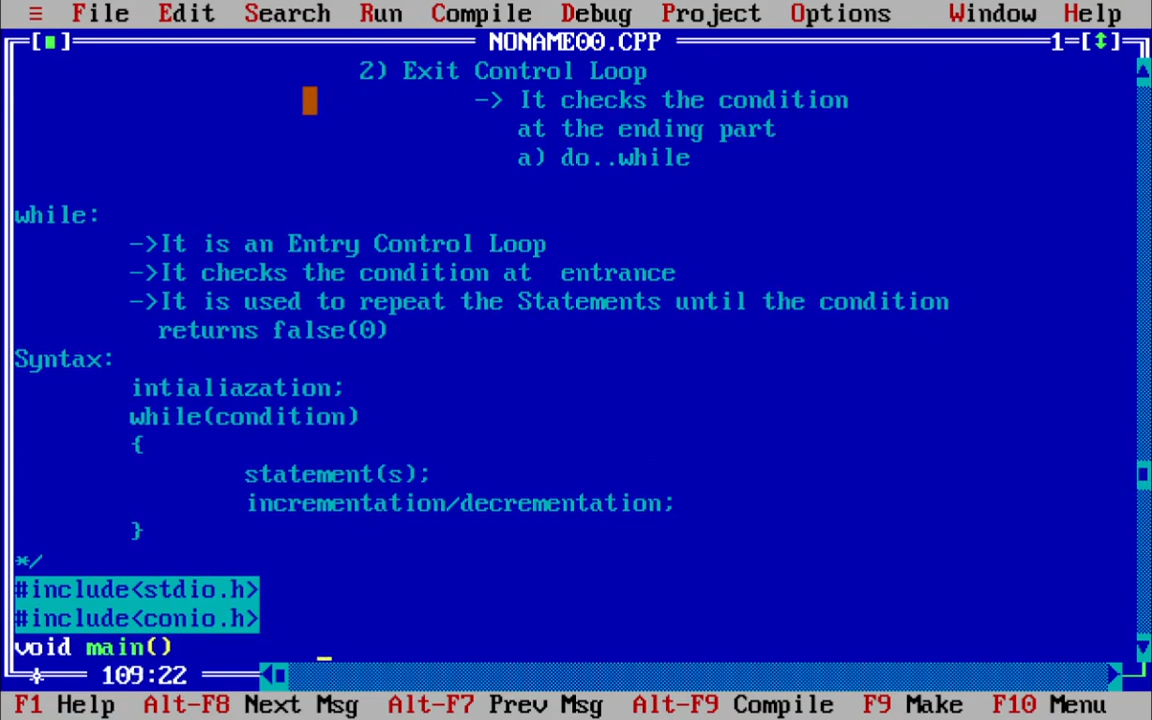 ≡ File Edit Search Run Compile Debug Project Options Window Help
[■] NONAME00.CPP 1=[↕]
2) Exit Control Loop
-> It checks the condition
at the ending part
a) do..while
while:
->It is an Entry Control Loop
->It checks the condition at  entrance
->It is used to repeat the Statements until the condition
returns false(0)
Syntax:
intialiazation;
while(condition)
{
statement(s);
incrementation/decrementation;
}
*/
#include<stdio.h>
#include<conio.h>
void main()
109:22
F1 Help Alt-F8 Next Msg Alt-F7 Prev Msg Alt-F9 Compile F9 Make F10 Menu